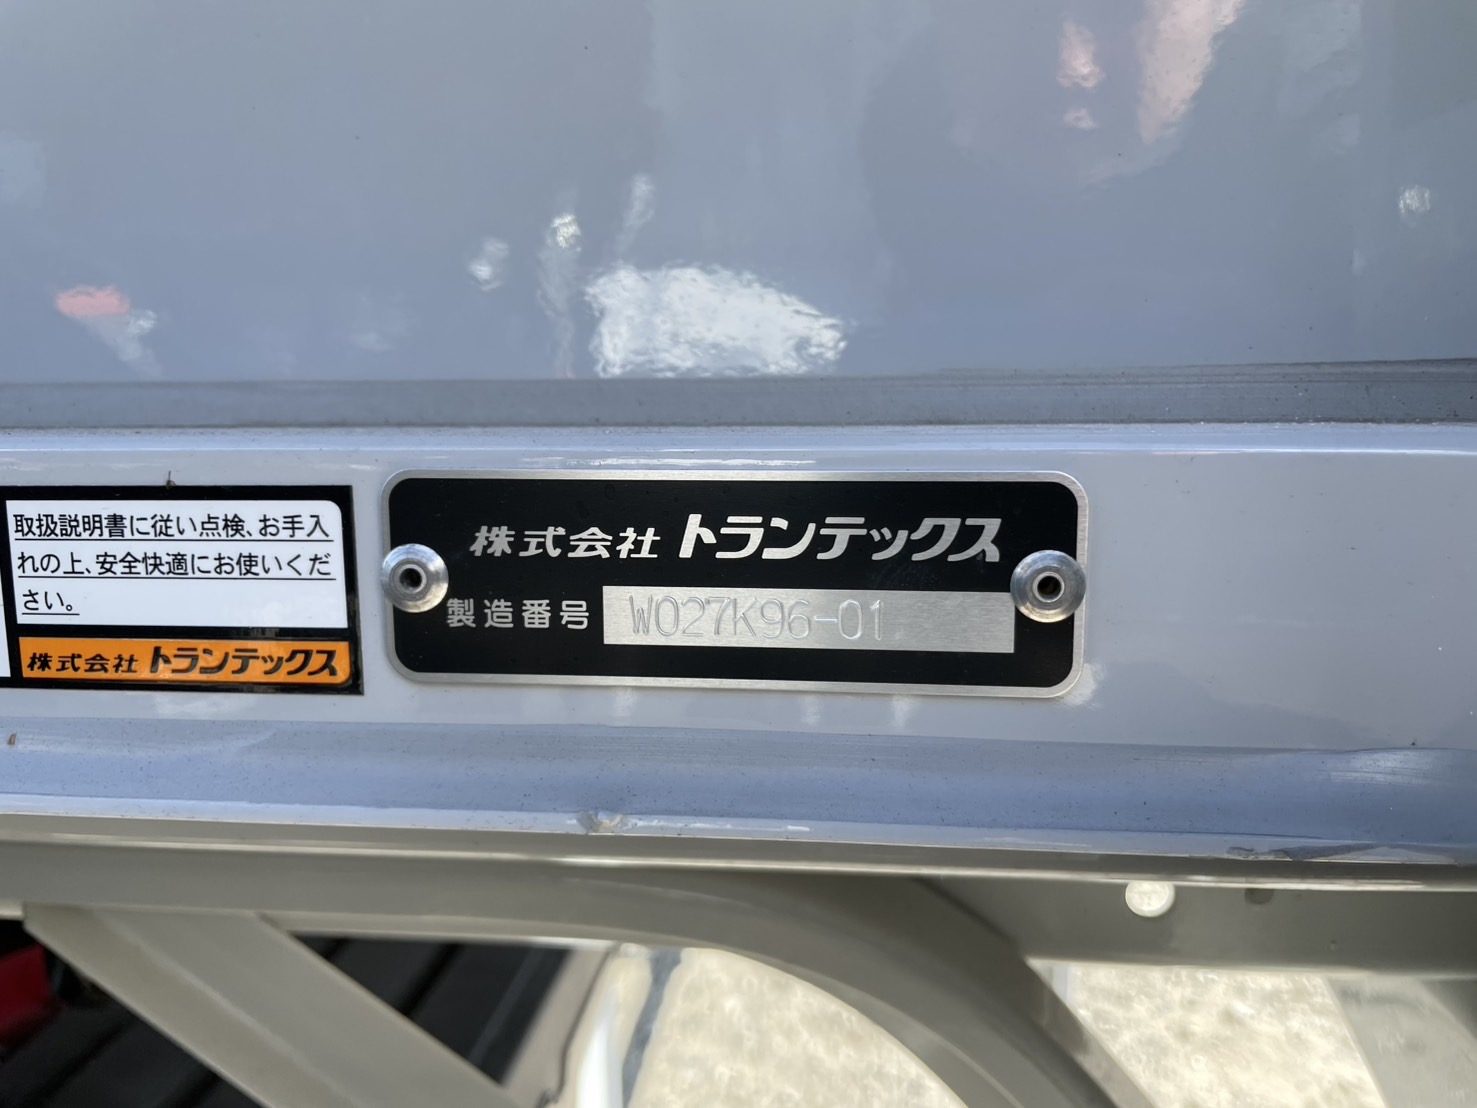 取扱説明書に従い点検、お手入
れの上、安全快適にお使いくだ
さい。
株式会社 トランテックス
株式会社 トランテックス
製造番号 W027K96-01